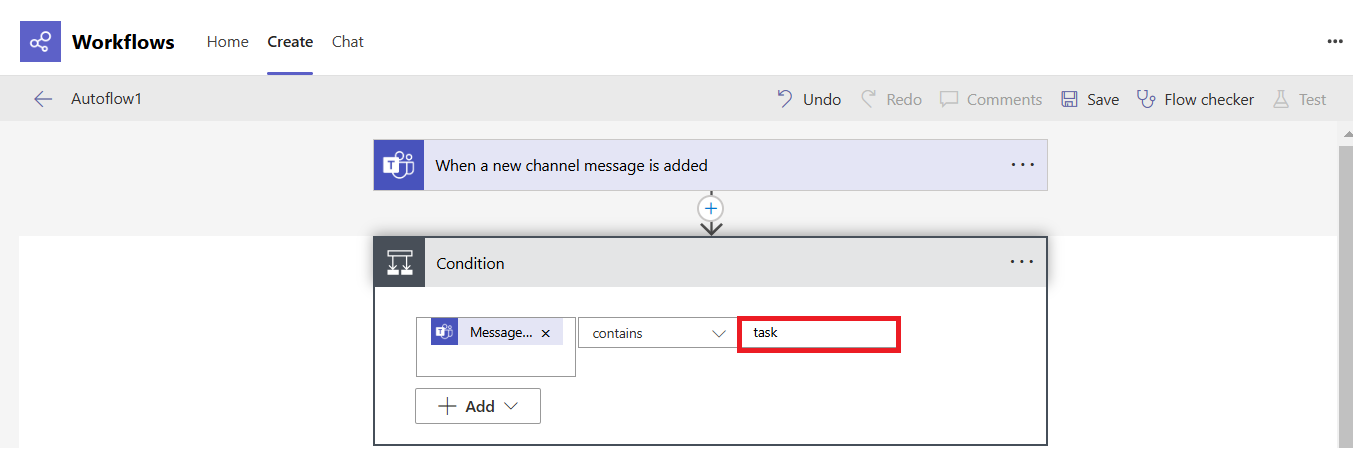 Workflows Home Create Chat
Autoflow1 Undo Redo Comments Save Flow checker Test
T When a new channel message is added
Condition
T Message... contains task
Add